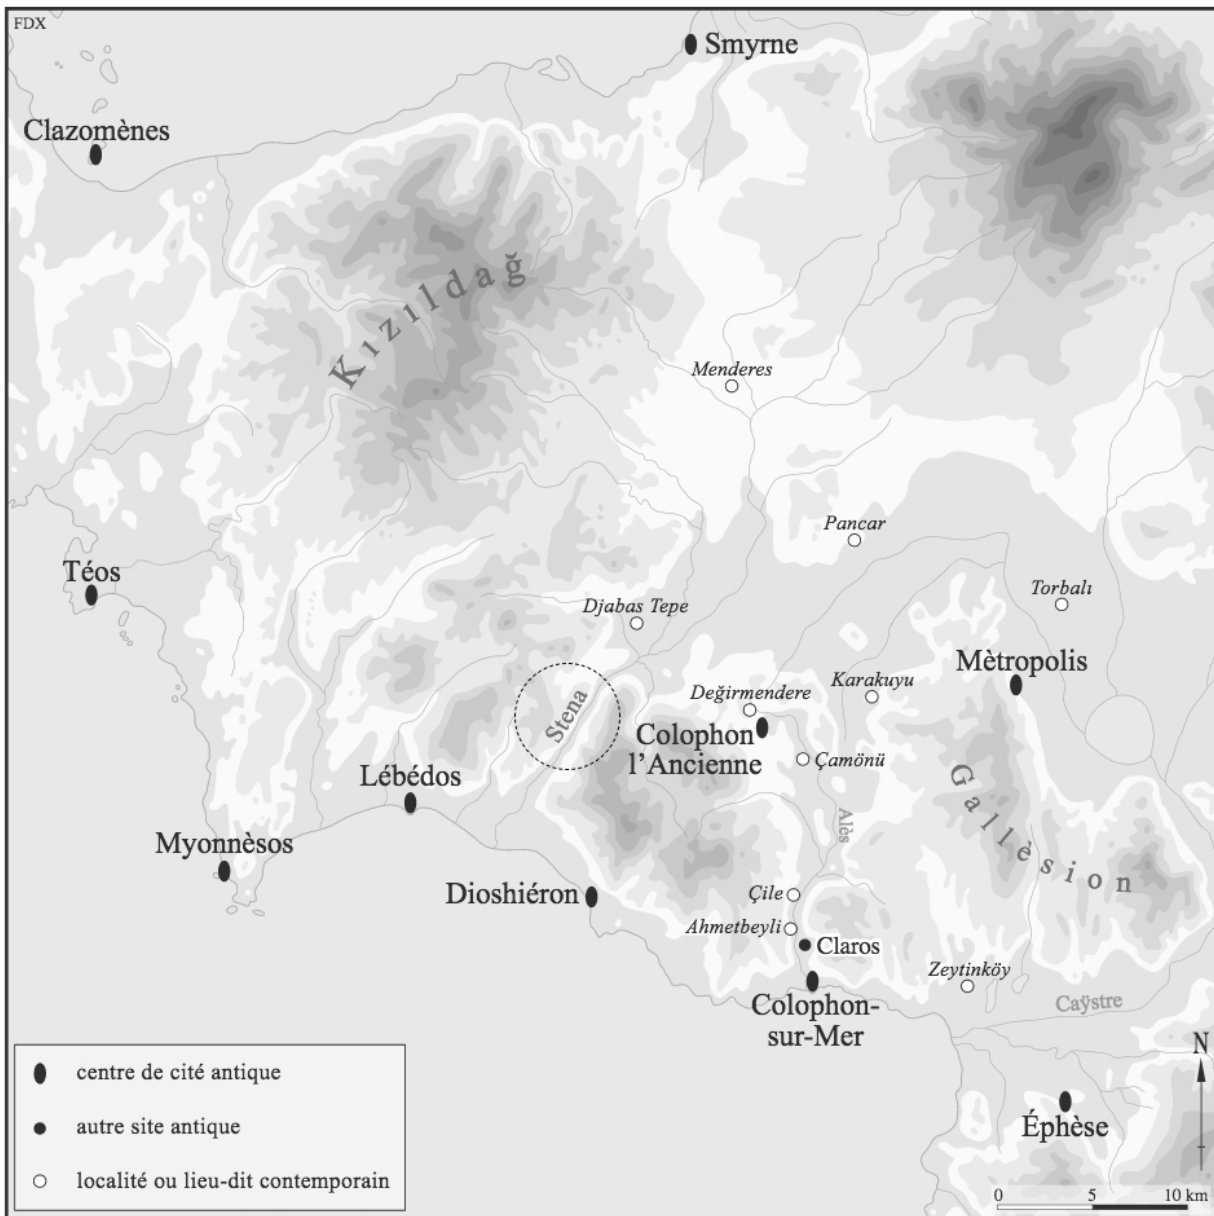 FDX
Smyrne
Clazomènes
Kızıldağ
Menderes
Pancar
Téos
Djabas Tepe
Torbalı
Mètropolis
Karakuyu
Değirmendere
Stena
Colophon
l'Ancienne
Çamönü
Gallèsion
Lébédos
Alès
Myonnèsos
Dioshiéron
Çile
Ahmetbeyli
Claros
Zeytinköy
Colophon-
sur-Mer
Caÿstre
N
Éphèse
centre de cité antique
autre site antique
localité ou lieu-dit contemporain
0 5 10 km